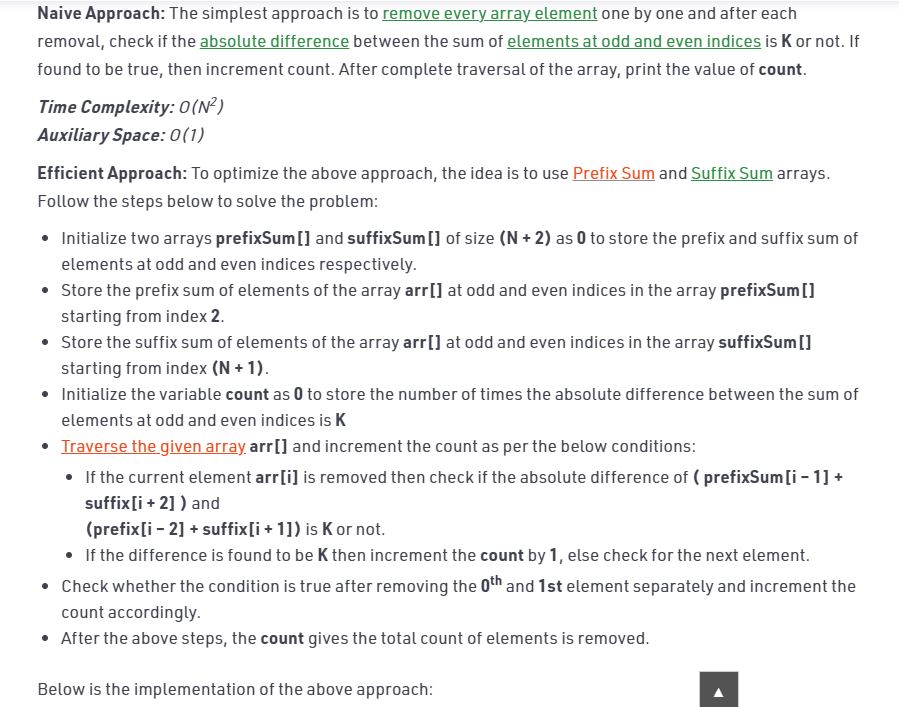 Naive Approach: The simplest approach is to remove every array element one by one and after each
removal, check if the absolute difference between the sum of elements at odd and even indices is K or not. If
found to be true, then increment count. After complete traversal of the array, print the value of count.
Time Complexity: O(N²)
Auxiliary Space: O(1)
Efficient Approach: To optimize the above approach, the idea is to use Prefix Sum and Suffix Sum arrays.
Follow the steps below to solve the problem:
• Initialize two arrays prefixSum[] and suffixSum[] of size (N + 2) as 0 to store the prefix and suffix sum of
elements at odd and even indices respectively.
• Store the prefix sum of elements of the array arr[] at odd and even indices in the array prefixSum[]
starting from index 2.
• Store the suffix sum of elements of the array arr[] at odd and even indices in the array suffixSum[]
starting from index (N + 1).
• Initialize the variable count as 0 to store the number of times the absolute difference between the sum of
elements at odd and even indices is K
• Traverse the given array arr[] and increment the count as per the below conditions:
• If the current element arr[i] is removed then check if the absolute difference of ( prefixSum[i − 1] +
suffix[i + 2] ) and
(prefix[i − 2] + suffix[i + 1]) is K or not.
• If the difference is found to be K then increment the count by 1, else check for the next element.
• Check whether the condition is true after removing the 0th and 1st element separately and increment the
count accordingly.
• After the above steps, the count gives the total count of elements is removed.
Below is the implementation of the above approach: